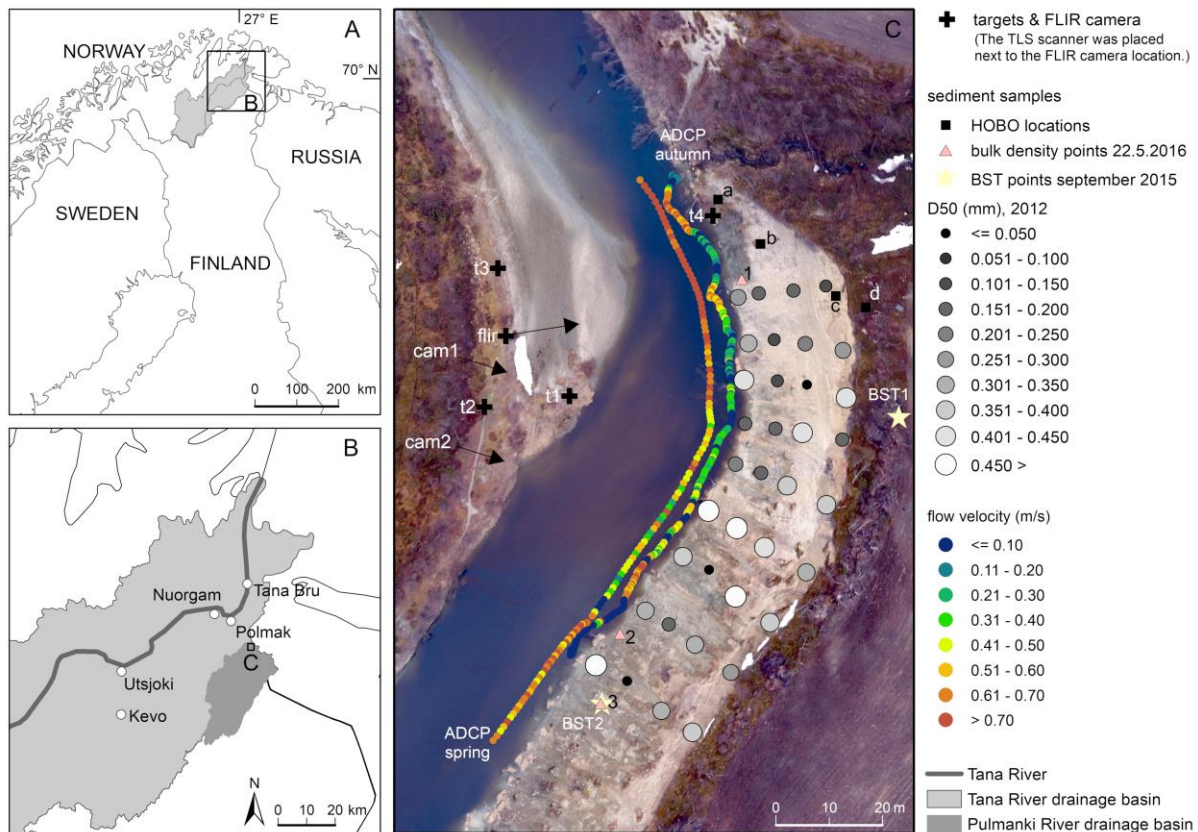 27° E
NORWAY
A
70° N
B
RUSSIA
SWEDEN
FINLAND
0 100 200 km
B
Tana Bru
Nuorgam
Polmak
C
Utsjoki
Kevo
N
0 10 20 km
C
ADCP
autumn
a
t4
b
1
c
d
t3
flir
cam1
t1
t2
cam2
BST1
2
3
BST2
ADCP
spring
0 20 m
targets & FLIR camera
(The TLS scanner was placed
next to the FLIR camera location.)
sediment samples
HOBO locations
bulk density points 22.5.2016
BST points september 2015
D50 (mm), 2012
<= 0.050
0.051 - 0.100
0.101 - 0.150
0.151 - 0.200
0.201 - 0.250
0.251 - 0.300
0.301 - 0.350
0.351 - 0.400
0.401 - 0.450
0.450 >
flow velocity (m/s)
<= 0.10
0.11 - 0.20
0.21 - 0.30
0.31 - 0.40
0.41 - 0.50
0.51 - 0.60
0.61 - 0.70
> 0.70
Tana River
Tana River drainage basin
Pulmanki River drainage basin